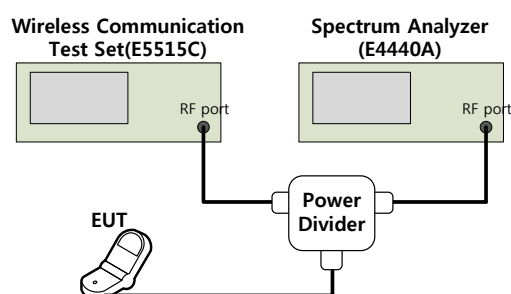 Wireless Communication
Test Set(E5515C)
Spectrum Analyzer
(E4440A)
RF port
RF port
Power
Divider
EUT